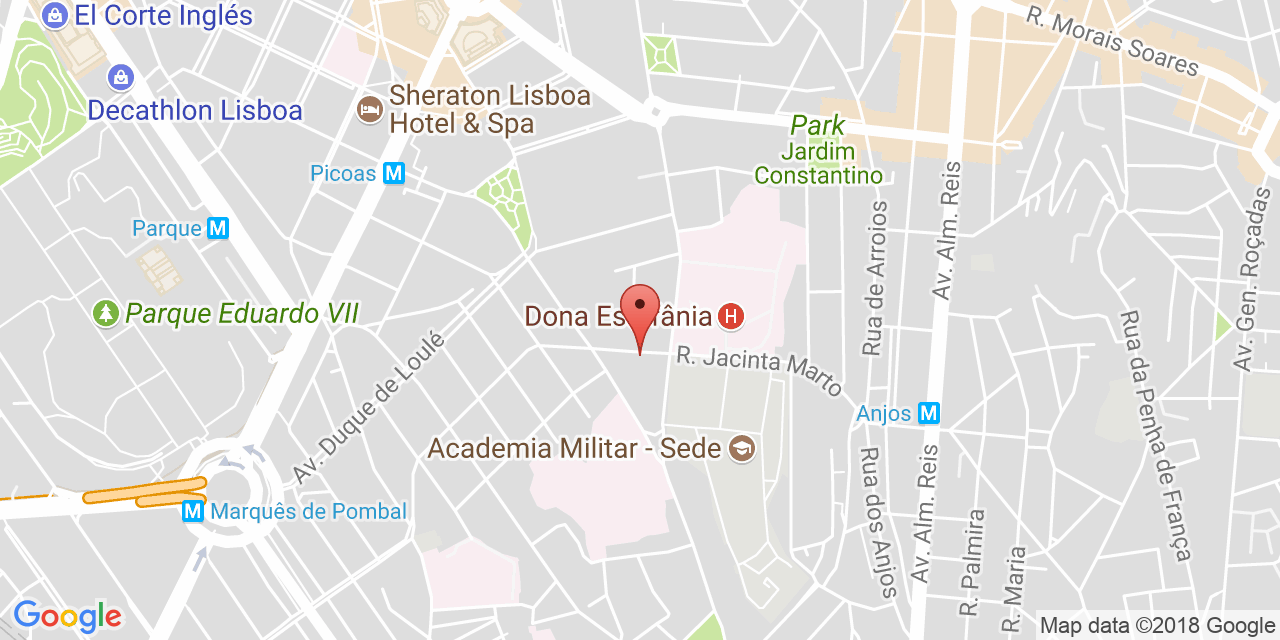 El Corte Inglés
R. Morais Soares
Decathlon Lisboa
Sheraton Lisboa
Hotel & Spa
Park
Jardim
Constantino
Picoas M
Parque M
Av. Alm. Reis
Rua de Arroios
Av. Gen. Roçadas
Parque Eduardo VII
Dona Es ânia H
R. Jacinta Marto
Av. Duque de Loulé
Rua da Penha de França
Anjos M
Academia Militar - Sede
Rua dos Anjos
Av. Alm. Reis
M Marquês de Pombal
R. Palmira
R. Maria
Google
Map data ©2018 Google